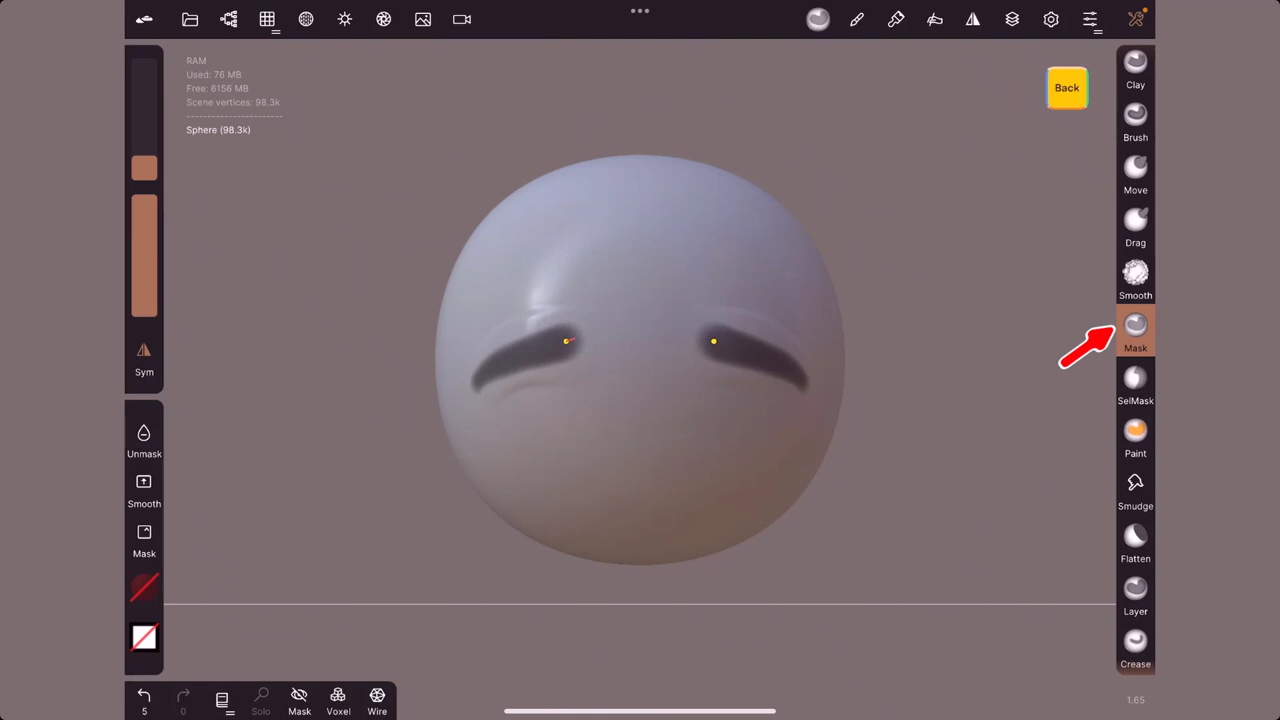 RAM
Used: 76 MB
Free: 6156 MB
Scene vertices: 98.3k
-----------------------
Sphere (98.3k)
Back
Sym
Unmask
Smooth
Mask
5
0
Solo
Mask
Voxel
Wire
Clay
Brush
Move
Drag
Smooth
Mask
SelMask
Paint
Smudge
Flatten
Layer
Crease
1.65